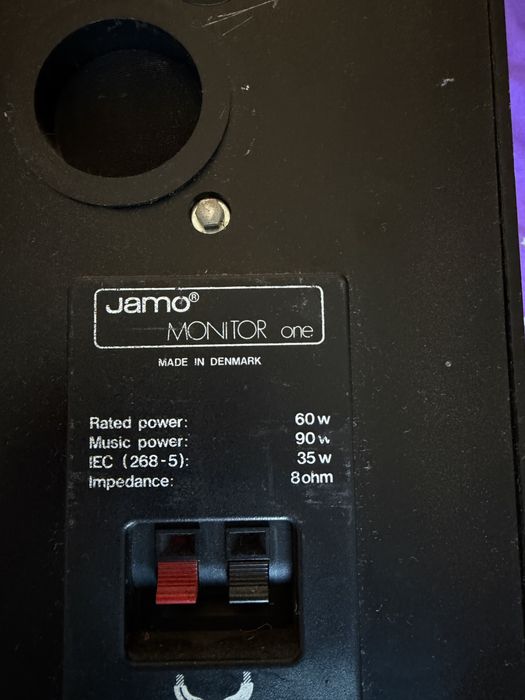 Jamo®
MONITOR one
MADE IN DENMARK
Rated power: 60 w
Music power: 90 w
IEC (268-5): 35 w
Impedance: 8 ohm